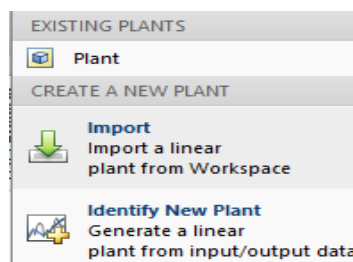 EXISTING PLANTS
Plant
CREATE A NEW PLANT
Import
Import a linear
plant from Workspace
Identify New Plant
Generate a linear
plant from input/output data